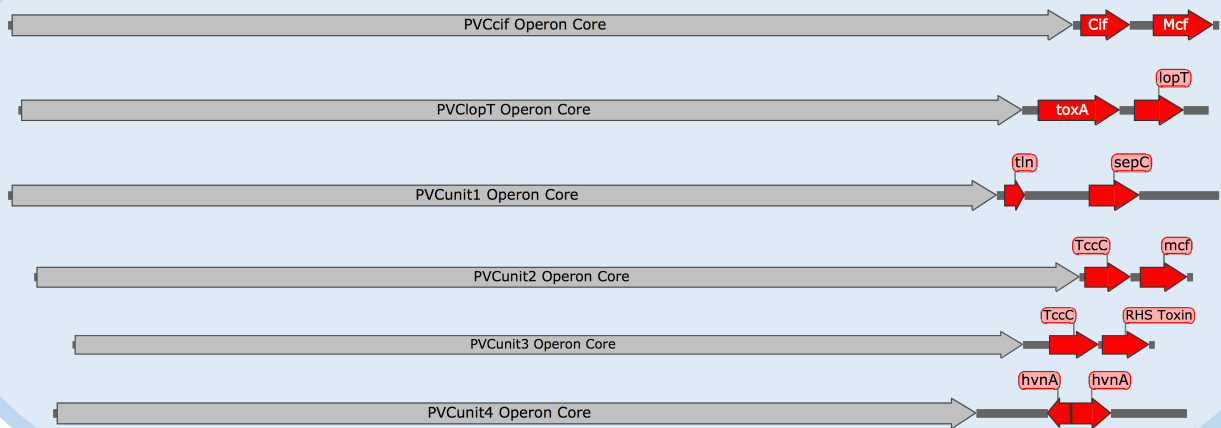 PVCcif Operon Core
Cif
Mcf
lopT
PVClopT Operon Core
toxA
tln
sepC
PVCunit1 Operon Core
TccC
mcf
PVCunit2 Operon Core
TccC
RHS Toxin
PVCunit3 Operon Core
hvnA
hvnA
PVCunit4 Operon Core